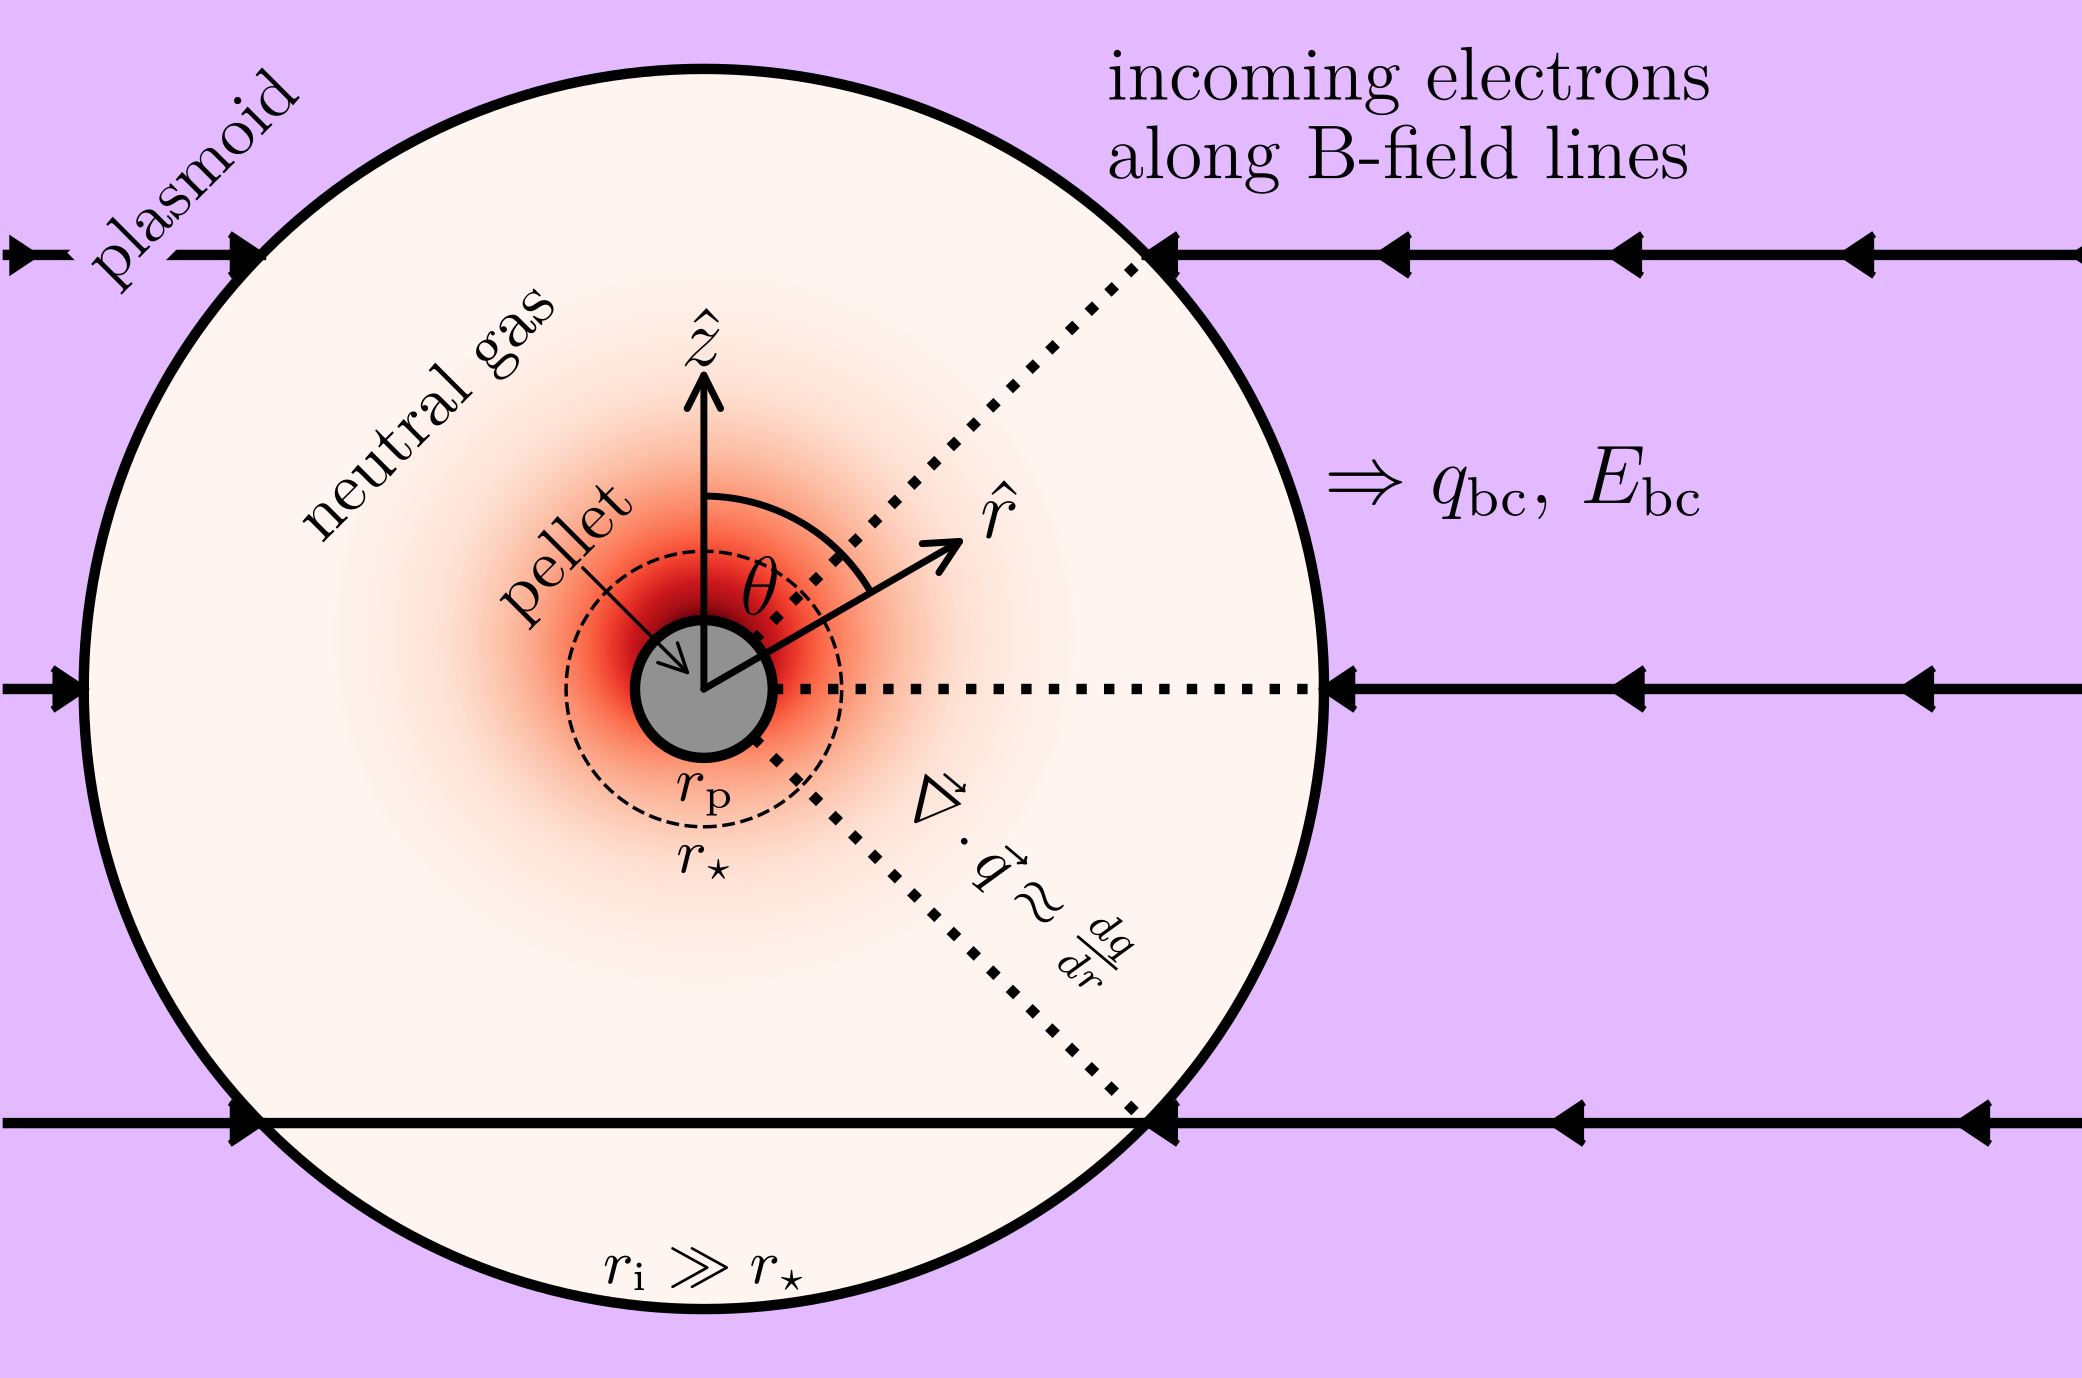 incoming electrons
along B-field lines
plasmoid
neutral gas
pellet
ẑ
θ
r̂
⇒ q_bc, E_bc
r_p
r_⋆
∇⃗ · q⃗ ≈ dq/dr
r_i ≫ r_⋆